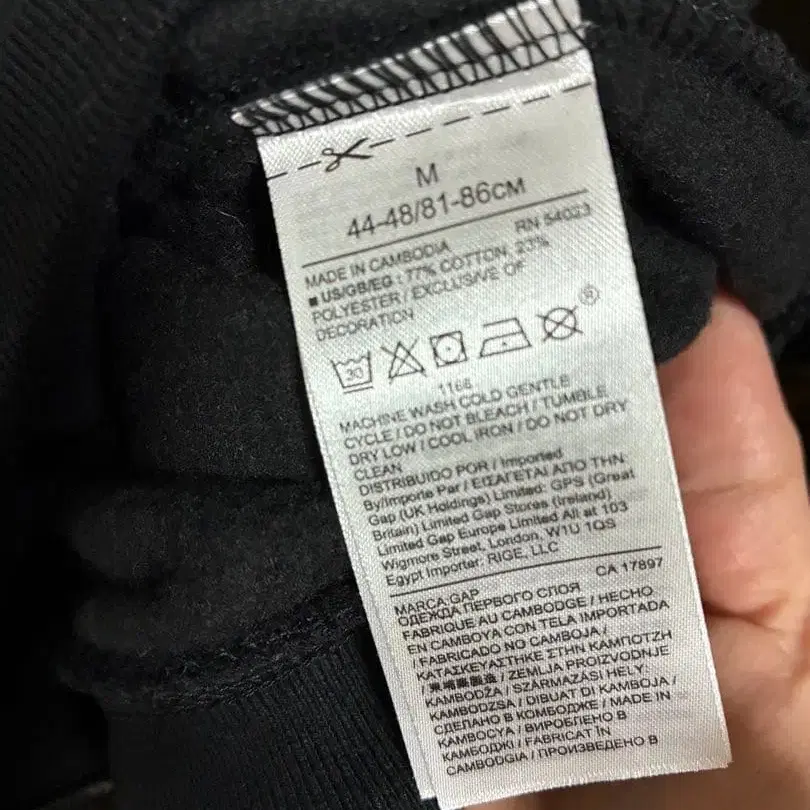 M
44-48/81-86CM
RN 54023
MADE IN CAMBODIA
■ US/GB/EG : 77% COTTON, 23%
POLYESTER / EXCLUSIVE OF
DECORATION
30
®
1168
MACHINE WASH COLD GENTLE
CYCLE / DO NOT BLEACH / TUMBLE
DRY LOW / COOL IRON / DO NOT DRY
CLEAN
DISTRIBUIDO POR / Imported
By/Importe Par / ΕΙΣΑΓΕΤΑΙ ΑΠΟ ΤΗΝ:
Gap (UK Holdings) Limited: GPS (Great
Britain) Limited Gap Stores (Ireland)
Limited Gap Europe Limited All at 103
Wigmore Street, London, W1U 1QS
Egypt Importer: RIGE, LLC
CA 17897
MARCA:GAP
ОДЕЖДА ПЕРВОГО СЛОЯ
FABRIQUE AU CAMBODGE / HECHO
EN CAMBOYA CON TELA IMPORTADA
/ FABRICADO NO CAMBOJA /
ΚΑΤΑΣΚΕΥΑΣΤΗΚΕ ΣΤΗΝ ΚΑΜΠΟΤΖΗ
/ ZEMLJA PROIZVODNJE
KAMBODŽA / SZÁRMAZÁSI HELY:
KAMBODZSA / DIBUAT DI KAMBOJA /
СДЕЛАНО В КОМБОДЖЕ / MADE IN
КАМВОСYA / ВИРОБЛЕНО В
КАМБОДЖІ / FABRICAT ÎN
CAMBODGIA / ПРОИЗВЕДЕНО В